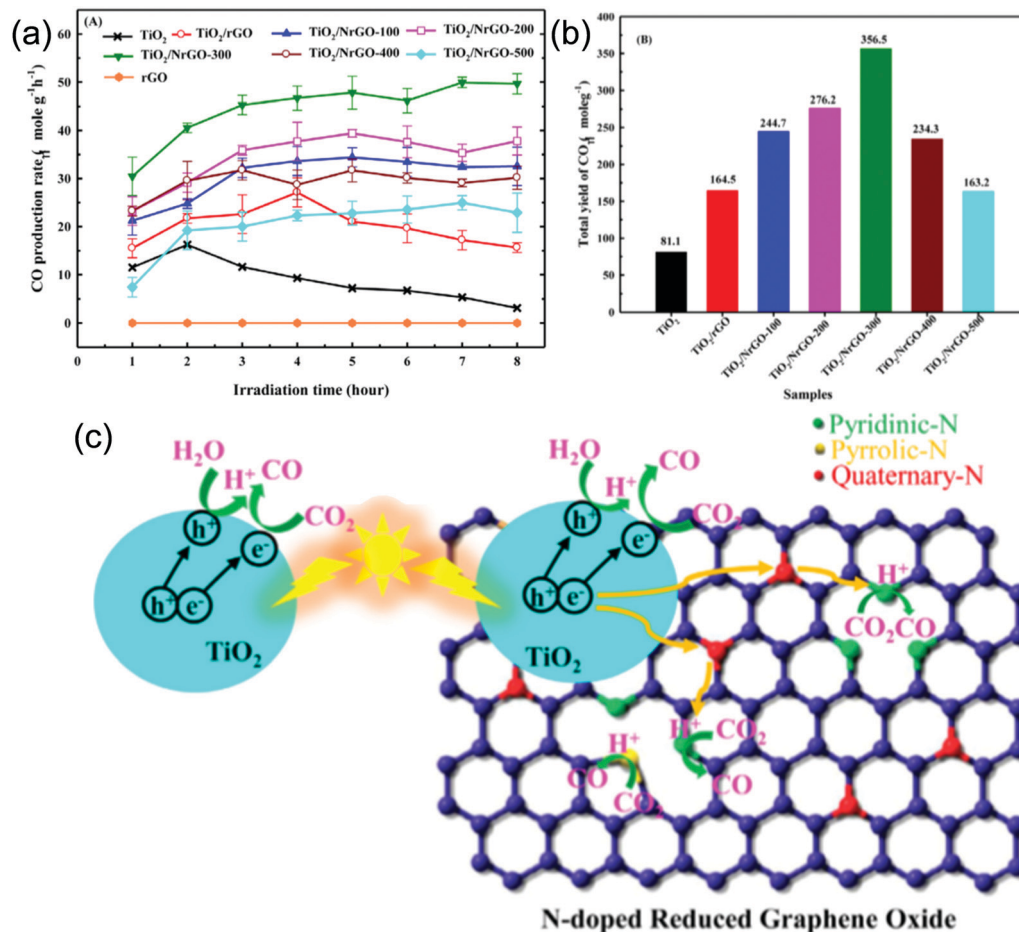 (a)
(A)
TiO₂ TiO₂/rGO TiO₂/NrGO-100 TiO₂/NrGO-200
TiO₂/NrGO-300 TiO₂/NrGO-400 TiO₂/NrGO-500
rGO
CO production rate mole g⁻¹h⁻¹
60
50
40
30
20
10
0
1 2 3 4 5 6 7 8
Irradiation time (hour)
(b)
(B)
Total yield of CO moleg⁻¹
400
350
300
250
200
150
100
50
0
81.1
164.5
244.7
276.2
356.5
234.3
163.2
TiO₂
TiO₂/rGO
TiO₂/NrGO-100
TiO₂/NrGO-200
TiO₂/NrGO-300
TiO₂/NrGO-400
TiO₂/NrGO-500
Samples
(c)
H₂O
H⁺
CO
CO₂
h⁺
e⁻
h⁺ e⁻
TiO₂
H₂O
H⁺
CO
CO₂
h⁺
e⁻
h⁺ e⁻
TiO₂
Pyridinic-N
Pyrrolic-N
Quaternary-N
H⁺
CO₂CO
H⁺
CO₂
CO
H⁺
CO
CO₂
N-doped Reduced Graphene Oxide